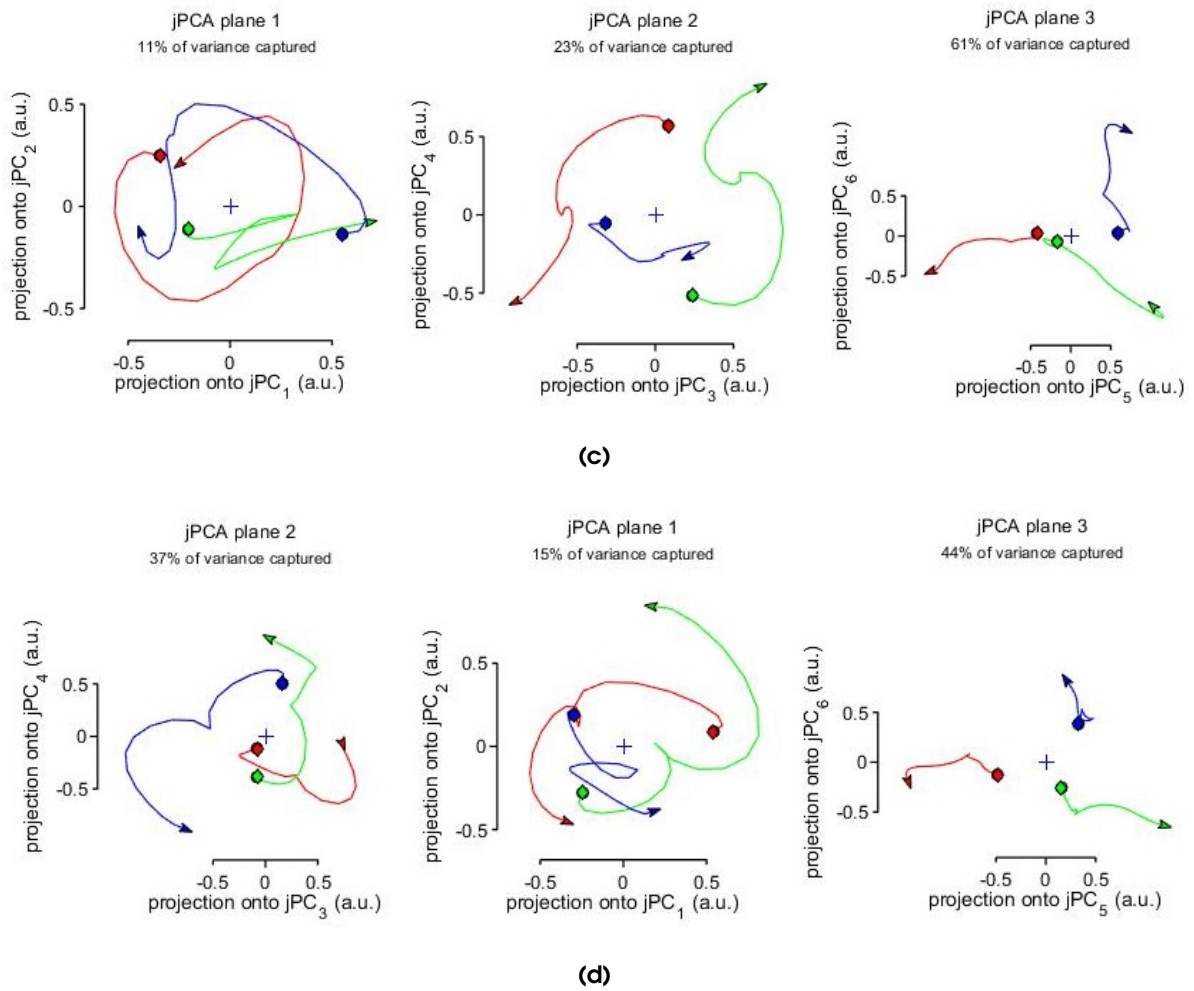 jPCA plane 1
11% of variance captured
0.5
0
-0.5
projection onto jPC2 (a.u.)
-0.5 0 0.5
projection onto jPC1 (a.u.)
jPCA plane 2
23% of variance captured
0.5
0
-0.5
projection onto jPC4 (a.u.)
-0.5 0 0.5
projection onto jPC3 (a.u.)
jPCA plane 3
61% of variance captured
0.5
0
-0.5
projection onto jPC6 (a.u.)
-0.5 0 0.5
projection onto jPC5 (a.u.)
(c)
jPCA plane 2
37% of variance captured
0.5
0
-0.5
projection onto jPC4 (a.u.)
-0.5 0 0.5
projection onto jPC3 (a.u.)
jPCA plane 1
15% of variance captured
0.5
0
-0.5
projection onto jPC2 (a.u.)
-0.5 0 0.5
projection onto jPC1 (a.u.)
jPCA plane 3
44% of variance captured
0.5
0
-0.5
projection onto jPC6 (a.u.)
-0.5 0 0.5
projection onto jPC5 (a.u.)
(d)